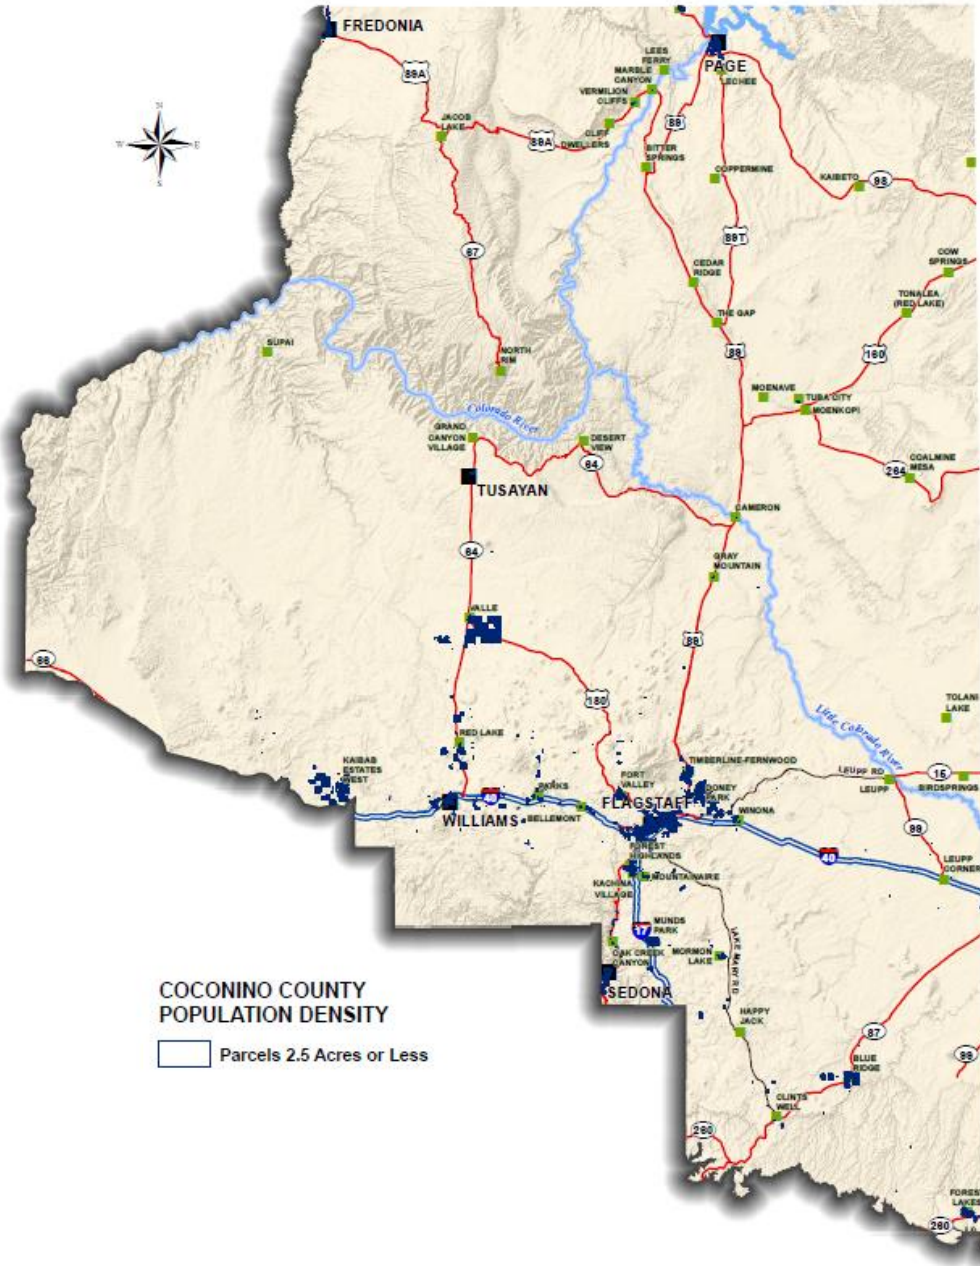 FREDONIA
PAGE
LEES
FERRY
MARBLE
CANYON
VERMILION
CLIFFS
LECHEE
89A
JACOB
LAKE
89A
CLIFF
DWELLERS
89
BITTER
SPRINGS
COPPERMINE
KAIBETO
98
N
W
E
S
67
89T
CEDAR
RIDGE
COW
SPRINGS
TONALEA
(RED LAKE)
THE GAP
SUPAI
NORTH
RIM
89
160
MOENAVE
TUBA CITY
MOENKOPI
Colorado River
GRAND
CANYON
VILLAGE
DESERT
VIEW
64
264
COALMINE
MESA
TUSAYAN
CAMERON
64
GRAY
MOUNTAIN
VALLE
89
66
180
TOLANI
LAKE
Little Colorado River
RED LAKE
KAIBAB
ESTATES
WEST
TIMBERLINE-FERNWOOD
LEUPP RD
15
LEUPP
BIRDSPRINGS
FORT
VALLEY
DONEY
PARK
PARKS
40
FLAGSTAFF
WILLIAMS
BELLEMONT
WINONA
99
40
FOREST
HIGHLANDS
LEUPP
CORNER
MOUNTAINAIRE
KACHINA
VILLAGE
17
MUNDS
PARK
LAKE MARY RD
OAK CREEK
CANYON
MORMON
LAKE
SEDONA
COCONINO COUNTY
POPULATION DENSITY
Parcels 2.5 Acres or Less
HAPPY
JACK
87
99
BLUE
RIDGE
CLINTS
WELL
260
FOREST
LAKES
260